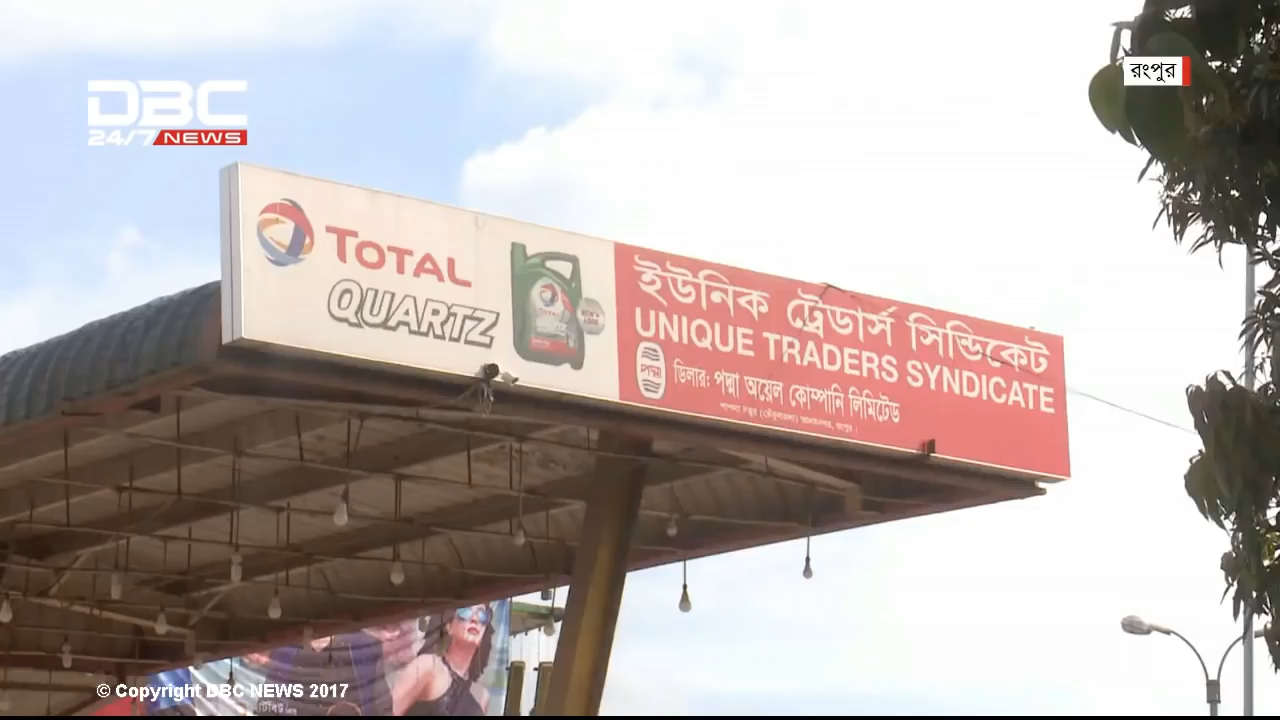 DBC
24/7 NEWS
রংপুর
TOTAL
QUARTZ
ইউনিক ট্রেডার্স সিন্ডিকেট
UNIQUE TRADERS SYNDICATE
পদ্মা
ডিলার: পদ্মা অয়েল কোম্পানি লিমিটেড
© Copyright DBC NEWS 2017